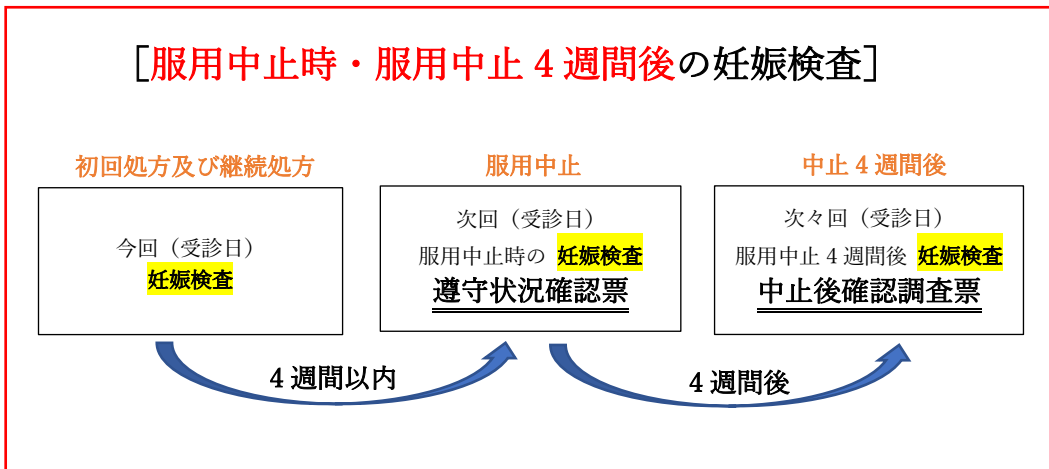 [服用中止時・服用中止4週間後の妊娠検査]
初回処方及び継続処方
今回(受診日)
妊娠検査
服用中止
次回(受診日)
服用中止時の 妊娠検査
遵守状況確認票
中止4週間後
次々回(受診日)
服用中止4週間後 妊娠検査
中止後確認調査票
4週間以内
4週間後